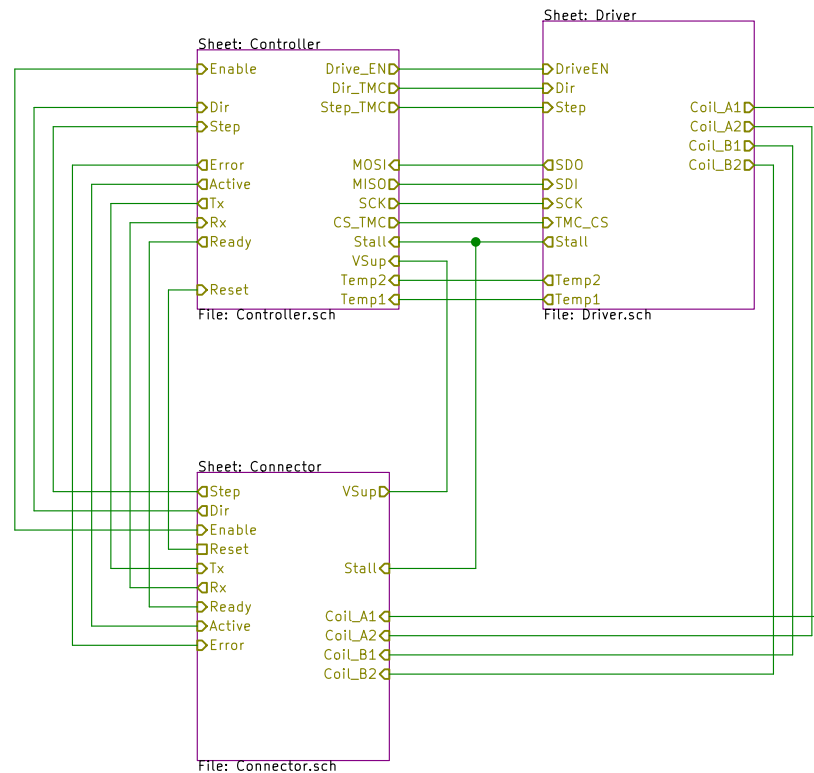 Sheet: Controller
Enable
Dir
Step
Error
Active
Tx
Rx
Ready
Reset
Drive_EN
Dir_TMC
Step_TMC
MOSI
MISO
SCK
CS_TMC
Stall
VSup
Temp2
Temp1
File: Controller.sch
Sheet: Driver
DriveEN
Dir
Step
SDO
SDI
SCK
TMC_CS
Stall
Temp2
Temp1
Coil_A1
Coil_A2
Coil_B1
Coil_B2
File: Driver.sch
Sheet: Connector
Step
Dir
Enable
Reset
Tx
Rx
Ready
Active
Error
VSup
Stall
Coil_A1
Coil_A2
Coil_B1
Coil_B2
File: Connector.sch